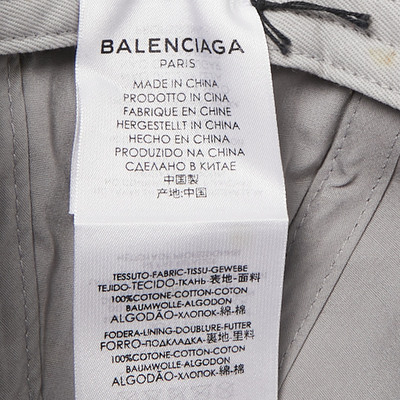 BALENCIAGA
PARIS
MADE IN CHINA
PRODOTTO IN CINA
FABRIQUE EN CHINE
HERGESTELLT IN CHINA
HECHO EN CHINA
PRODUZIDO NA CHINA
СДЕЛАНО В КИТАЕ
中国製
产地:中国
TESSUTO-FABRIC-TISSU-GEWEBE
TEJIDO-TECIDO-ТКАНЬ-表地-面料
100%COTONE-COTTON-COTON
BAUMWOLLE-ALGODON
ALGODÃO-ХЛОПОК-綿-棉
FODERA-LINING-DOUBLURE-FUTTER
FORRO-ПОДКЛАДКА-裏地-里料
100%COTONE-COTTON-COTON
BAUMWOLLE-ALGODON
ALGODÃO-ХЛОПОК-綿-棉